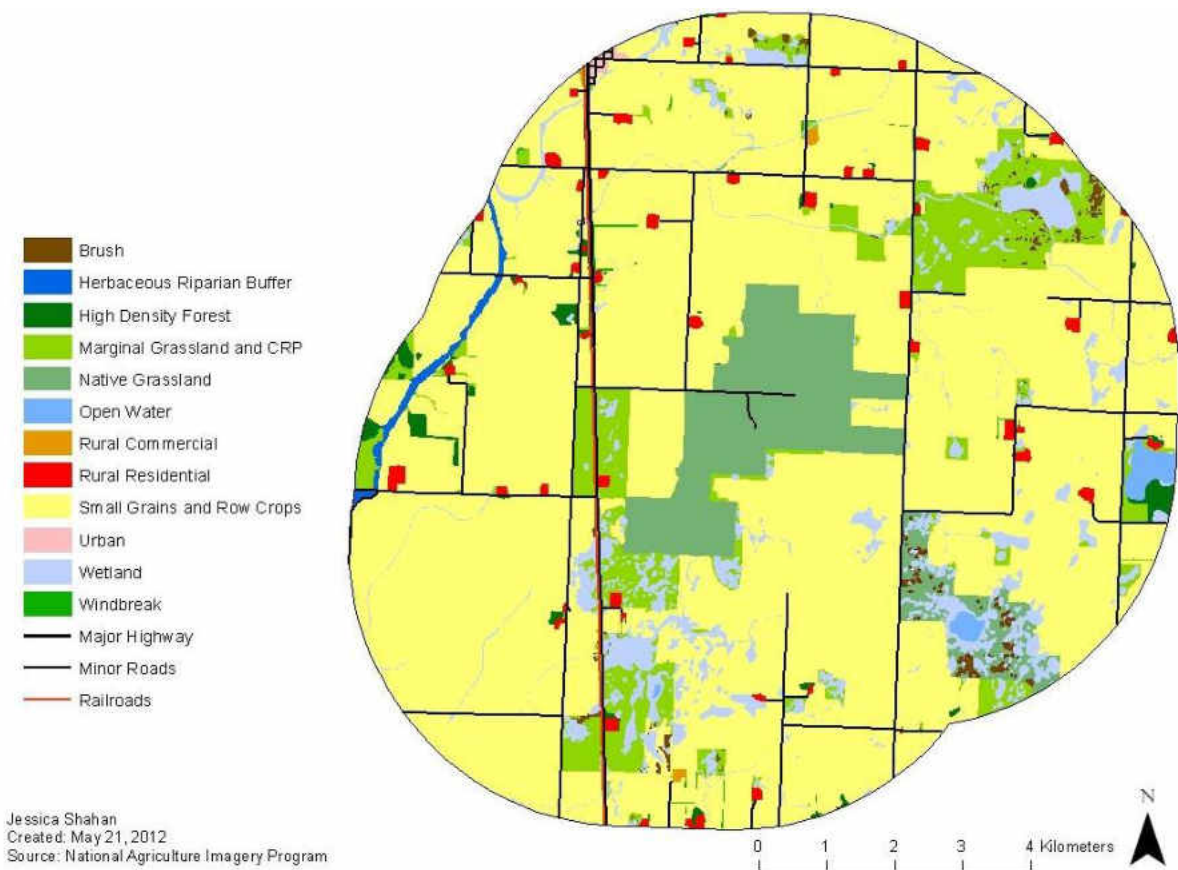 Brush
Herbaceous Riparian Buffer
High Density Forest
Marginal Grassland and CRP
Native Grassland
Open Water
Rural Commercial
Rural Residential
Small Grains and Row Crops
Urban
Wetland
Windbreak
Major Highway
Minor Roads
Railroads
Jessica Shahan
Created: May 21, 2012
Source: National Agriculture Imagery Program
0 1 2 3 4 Kilometers
N